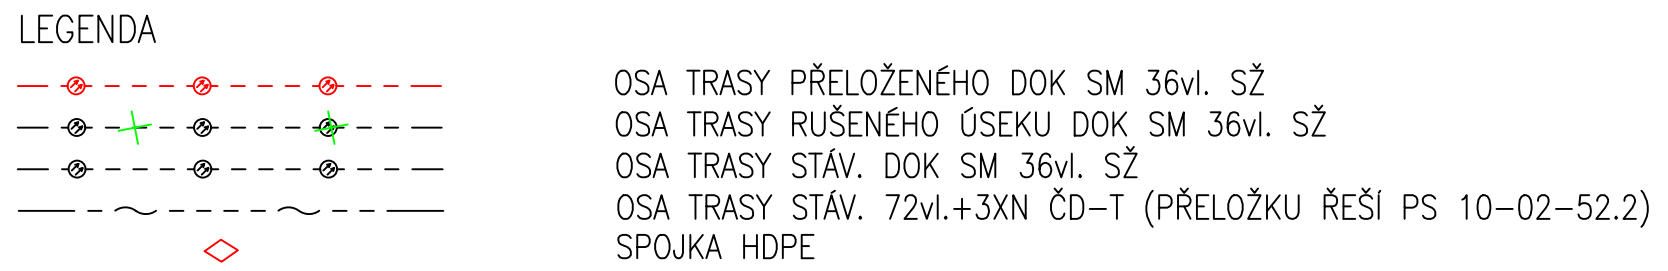 LEGENDA
OSA TRASY PŘELOŽENÉHO DOK SM 36vl. SŽ
OSA TRASY RUŠENÉHO ÚSEKU DOK SM 36vl. SŽ
OSA TRASY STÁV. DOK SM 36vl. SŽ
OSA TRASY STÁV. 72vl.+3XN ČD-T (PŘELOŽKU ŘEŠÍ PS 10-02-52.2)
SPOJKA HDPE